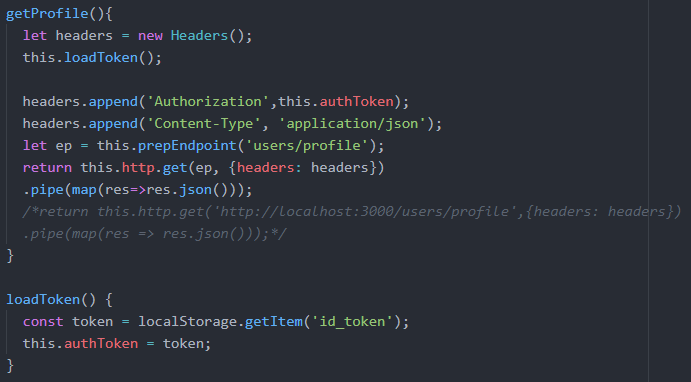 getProfile(){
let headers = new Headers();
this.loadToken();
headers.append('Authorization',this.authToken);
headers.append('Content-Type', 'application/json');
let ep = this.prepEndpoint('users/profile');
return this.http.get(ep, {headers: headers})
.pipe(map(res=>res.json()));
/*return this.http.get('http://localhost:3000/users/profile',{headers: headers})
.pipe(map(res => res.json()));*/
}
loadToken() {
const token = localStorage.getItem('id_token');
this.authToken = token;
}